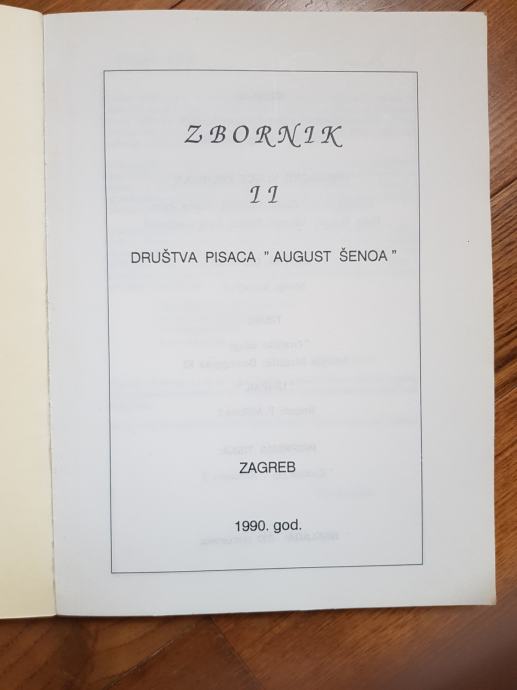 ZBORNIK
II
DRUŠTVA PISACA " AUGUST ŠENOA "
ZAGREB
1990. god.